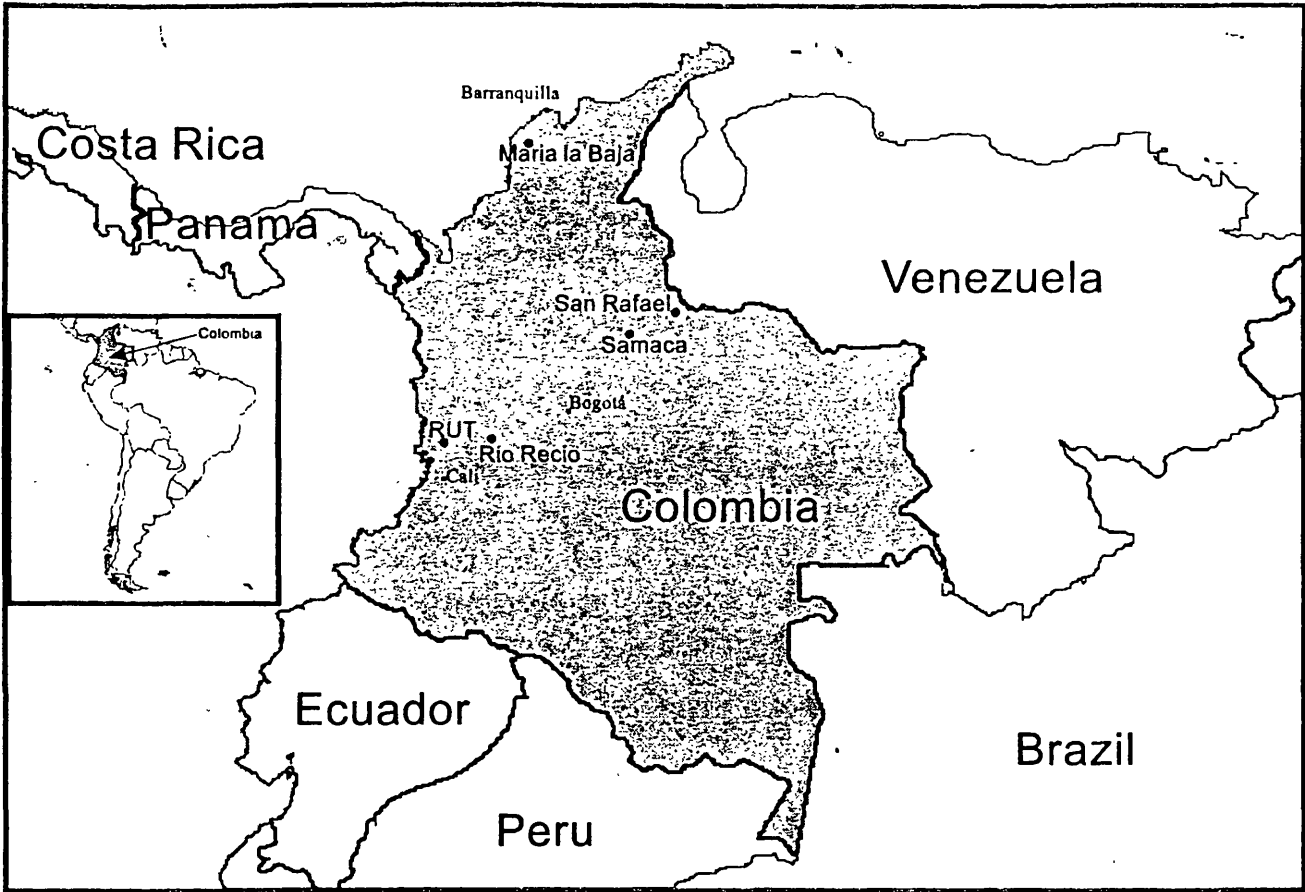 Barranquilla
Costa Rica
Maria la Baja
Panama
Venezuela
San Rafael
Colombia
Samaca
Bogotá
RUT
Rio Recio
Cali
Colombia
Ecuador
Brazil
Peru